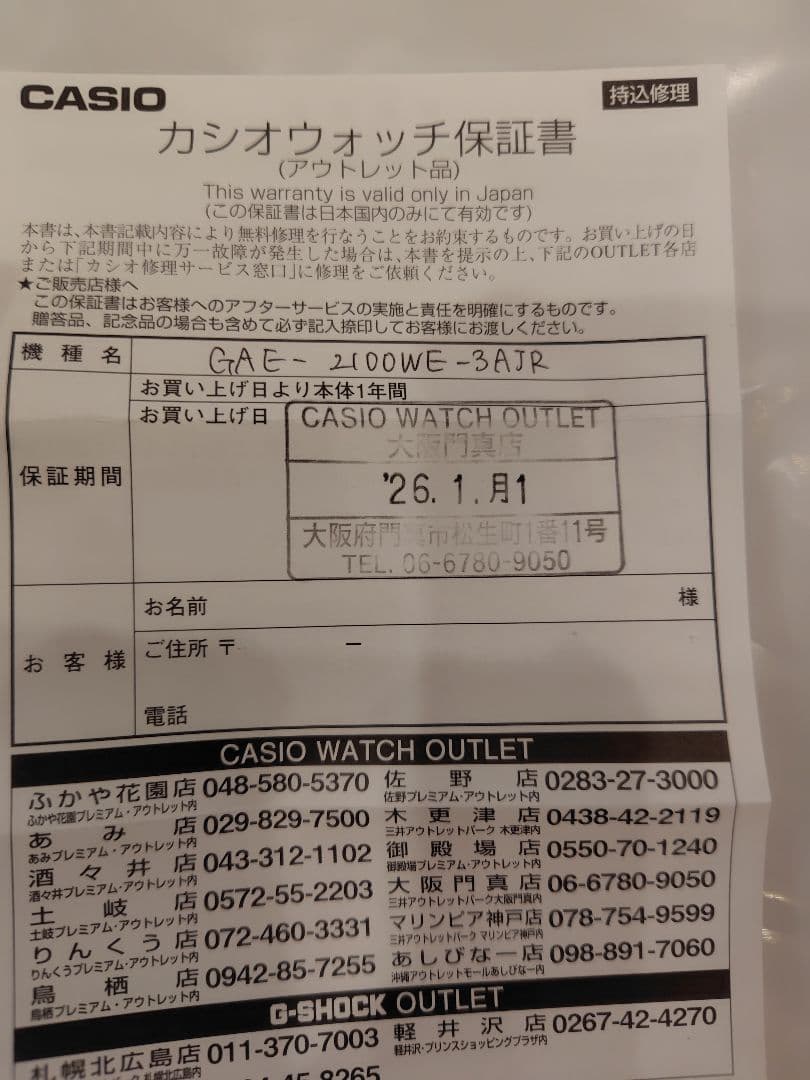 CASIO
持込修理
カシオウォッチ保証書
(アウトレット品)
This warranty is valid only in Japan
(この保証書は日本国内のみにて有効です)
本書は、本書記載内容により無料修理を行なうことをお約束するものです。お買い上げの日
から下記期間中に万一故障が発生した場合は、本書を提示の上、下記のOUTLET各店
または「カシオ修理サービス窓口」に修理をご依頼ください。
★ご販売店様へ
この保証書はお客様へのアフターサービスの実施と責任を明確にするものです。
贈答品、記念品の場合も含めて必ず記入捺印してお客様にお渡しください。
機種名
GAE-2100WE-3AJR
保証期間
お買い上げ日より本体1年間
お買い上げ日
CASIO WATCH OUTLET
大阪門真店
'26.1.月1
大阪府門真市松生町1番11号
TEL. 06-6780-9050
お客様
お名前 様
ご住所 〒 −
電話
CASIO WATCH OUTLET
ふかや花園店 048-580-5370
ふかや花園プレミアム・アウトレット内
あみ店 029-829-7500
あみプレミアム・アウトレット内
酒々井店 043-312-1102
酒々井プレミアム・アウトレット内
土岐店 0572-55-2203
土岐プレミアム・アウトレット内
りんくう店 072-460-3331
りんくうプレミアム・アウトレット内
鳥栖店 0942-85-7255
鳥栖プレミアム・アウトレット内
佐野店 0283-27-3000
佐野プレミアム・アウトレット内
木更津店 0438-42-2119
三井アウトレットパーク 木更津内
御殿場店 0550-70-1240
御殿場プレミアム・アウトレット内
大阪門真店 06-6780-9050
三井アウトレットパーク大阪門真内
マリンピア神戸店 078-754-9599
三井アウトレットパーク マリンピア神戸内
あしびなー店 098-891-7060
沖縄アウトレットモールあしびなー内
G-SHOCK OUTLET
札幌北広島店 011-370-7003
札幌北広島内
軽井沢店 0267-42-4270
軽井沢・プリンスショッピングプラザ内
45-8265